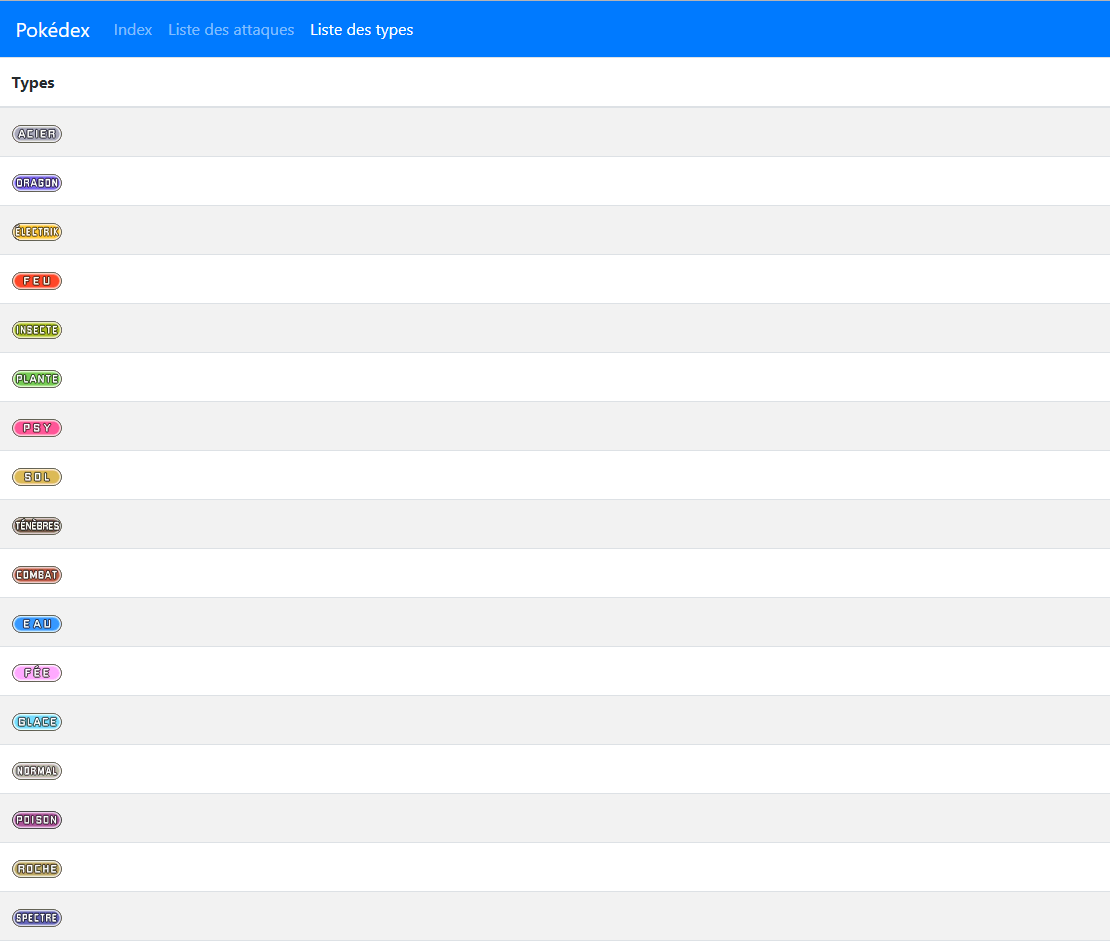 Pokédex Index Liste des attaques Liste des types
Types
ACIER
DRAGON
ÉLECTRIK
FEU
INSECTE
PLANTE
PSY
SOL
TÉNÈBRES
COMBAT
EAU
FÉE
GLACE
NORMAL
POISON
ROCHE
SPECTRE